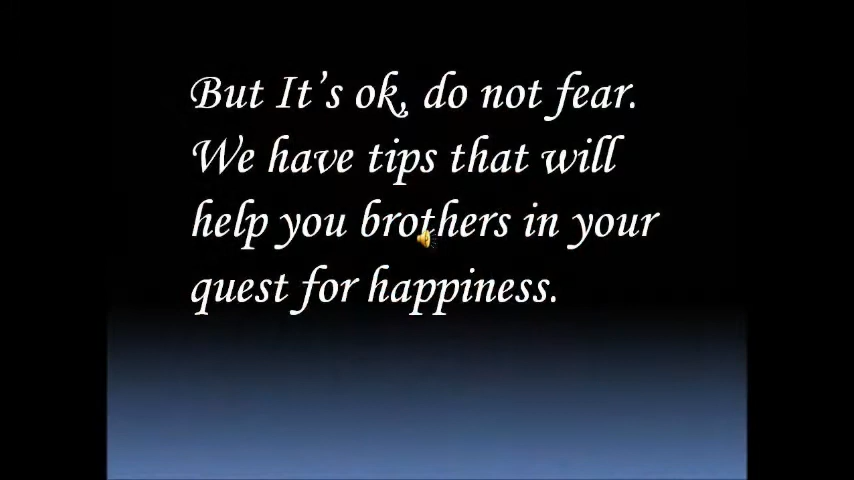 But It's ok, do not fear.
We have tips that will
help you brothers in your
quest for happiness.